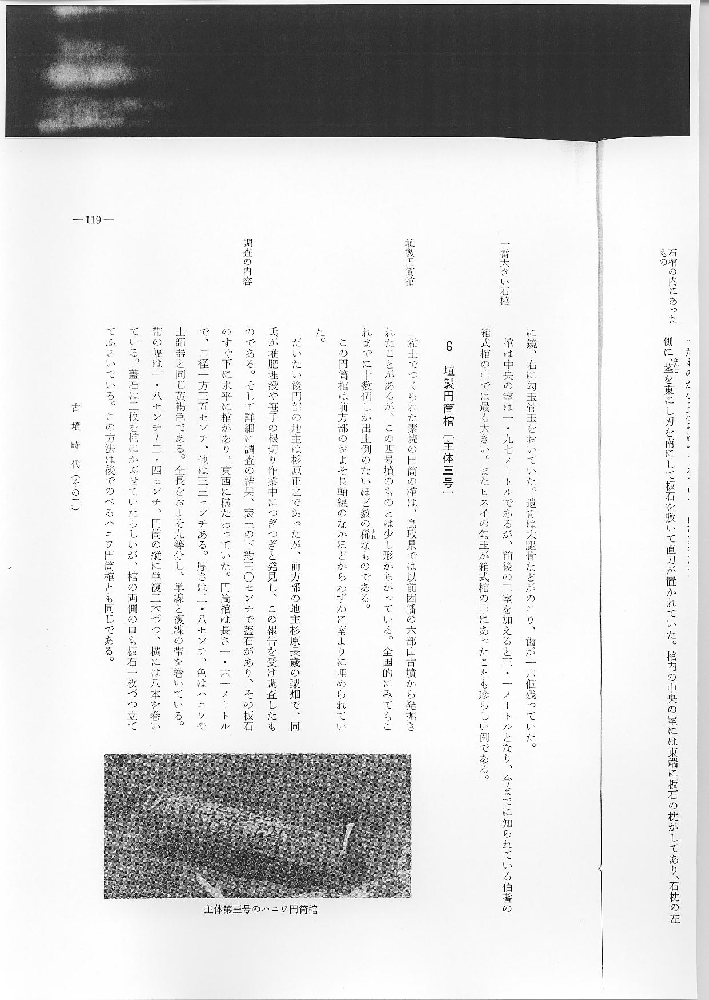 石棺の内にあった
もの
側に、茎を東にし刃を南にして板石を敷いて直刀が置かれていた。棺内の中央の室には東端に板石の枕がしてあり、石枕の左
なかご
に鏡、右に勾玉管玉をおいていた。遺骨は大腿骨などがのこり、歯が一六個残っていた。
一番大きい石棺
棺は中央の室は一・九七メートルであるが、前後の二室を加えると三・一メートルとなり、今までに知られている伯耆の
箱式棺の中では最も大きい。またヒスイの勾玉が箱式棺の中にあったことも珍らしい例である。
6 埴製円筒棺〔主体三号〕
埴製円筒棺
粘土でつくられた素焼の円筒の棺は、鳥取県では以前因幡の六部山古墳から発掘さ
れたことがあるが、この四号墳のものとは少し形がちがっている。全国的にみてもこ
れまでに十数個しか出土例のないほど数の稀なものである。
まれ
この円筒棺は前方部のおよそ長軸線のなかほどからわずかに南よりに埋められてい
た。
調査の内容
だいたい後円部の地主は杉原正之であったが、前方部の地主杉原長歳の梨畑で、同
氏が堆肥埋没や笹子の根切り作業中につぎつぎと発見し、この報告を受け調査したも
のである。そして詳細に調査の結果、表土の下約三〇センチで蓋石があり、その板石
のすぐ下に水平に棺があり、東西に横たわっていた。円筒棺は長さ一・六一メートル
で、口径一方三五センチ、他は三三センチある。厚さは二・八センチ、色はハニワや
土師器と同じ黄褐色である。全長をおよそ九等分し、単線と複線の帯を巻いている。
帯の幅は一・八センチ〜二・四センチ、円筒の縦に単複二本づつ、横には八本を巻い
ている。蓋石は二枚を棺にかぶせていたらしいが、棺の両側の口も板石一枚づつ立て
てふさいでいる。この方法は後でのべるハニワ円筒棺とも同じである。
主体第三号のハニワ円筒棺
古墳時代（その二）
―119―